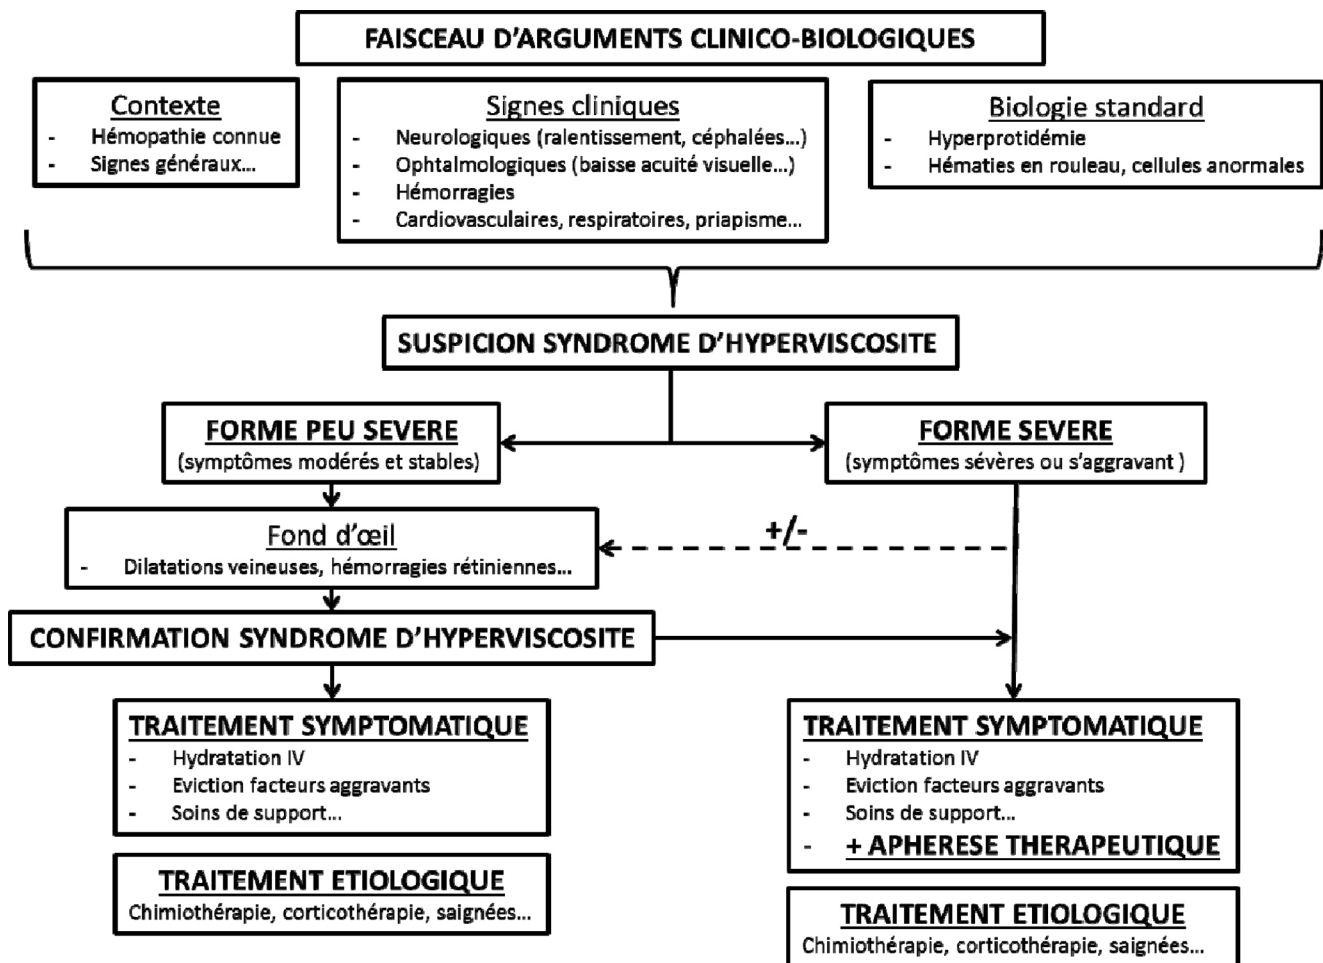 FAISCEAU D'ARGUMENTS CLINICO-BIOLOGIQUES
Contexte
- Hémopathie connue
- Signes généraux...
Signes cliniques
- Neurologiques (ralentissement, céphalées...)
- Ophtalmologiques (baisse acuité visuelle...)
- Hémorragies
- Cardiovasculaires, respiratoires, priapisme...
Biologie standard
- Hyperprotidémie
- Hématies en rouleau, cellules anormales
SUSPICION SYNDROME D'HYPERVISCOSITE
FORME PEU SEVERE
(symptômes modérés et stables)
FORME SEVERE
(symptômes sévères ou s'aggravant )
Fond d'œil
- Dilatations veineuses, hémorragies rétiniennes...
+/-
CONFIRMATION SYNDROME D'HYPERVISCOSITE
TRAITEMENT SYMPTOMATIQUE
- Hydratation IV
- Eviction facteurs aggravants
- Soins de support...
TRAITEMENT ETIOLOGIQUE
Chimiothérapie, corticothérapie, saignées...
TRAITEMENT SYMPTOMATIQUE
- Hydratation IV
- Eviction facteurs aggravants
- Soins de support...
- + APHERESE THERAPEUTIQUE
TRAITEMENT ETIOLOGIQUE
Chimiothérapie, corticothérapie, saignées...